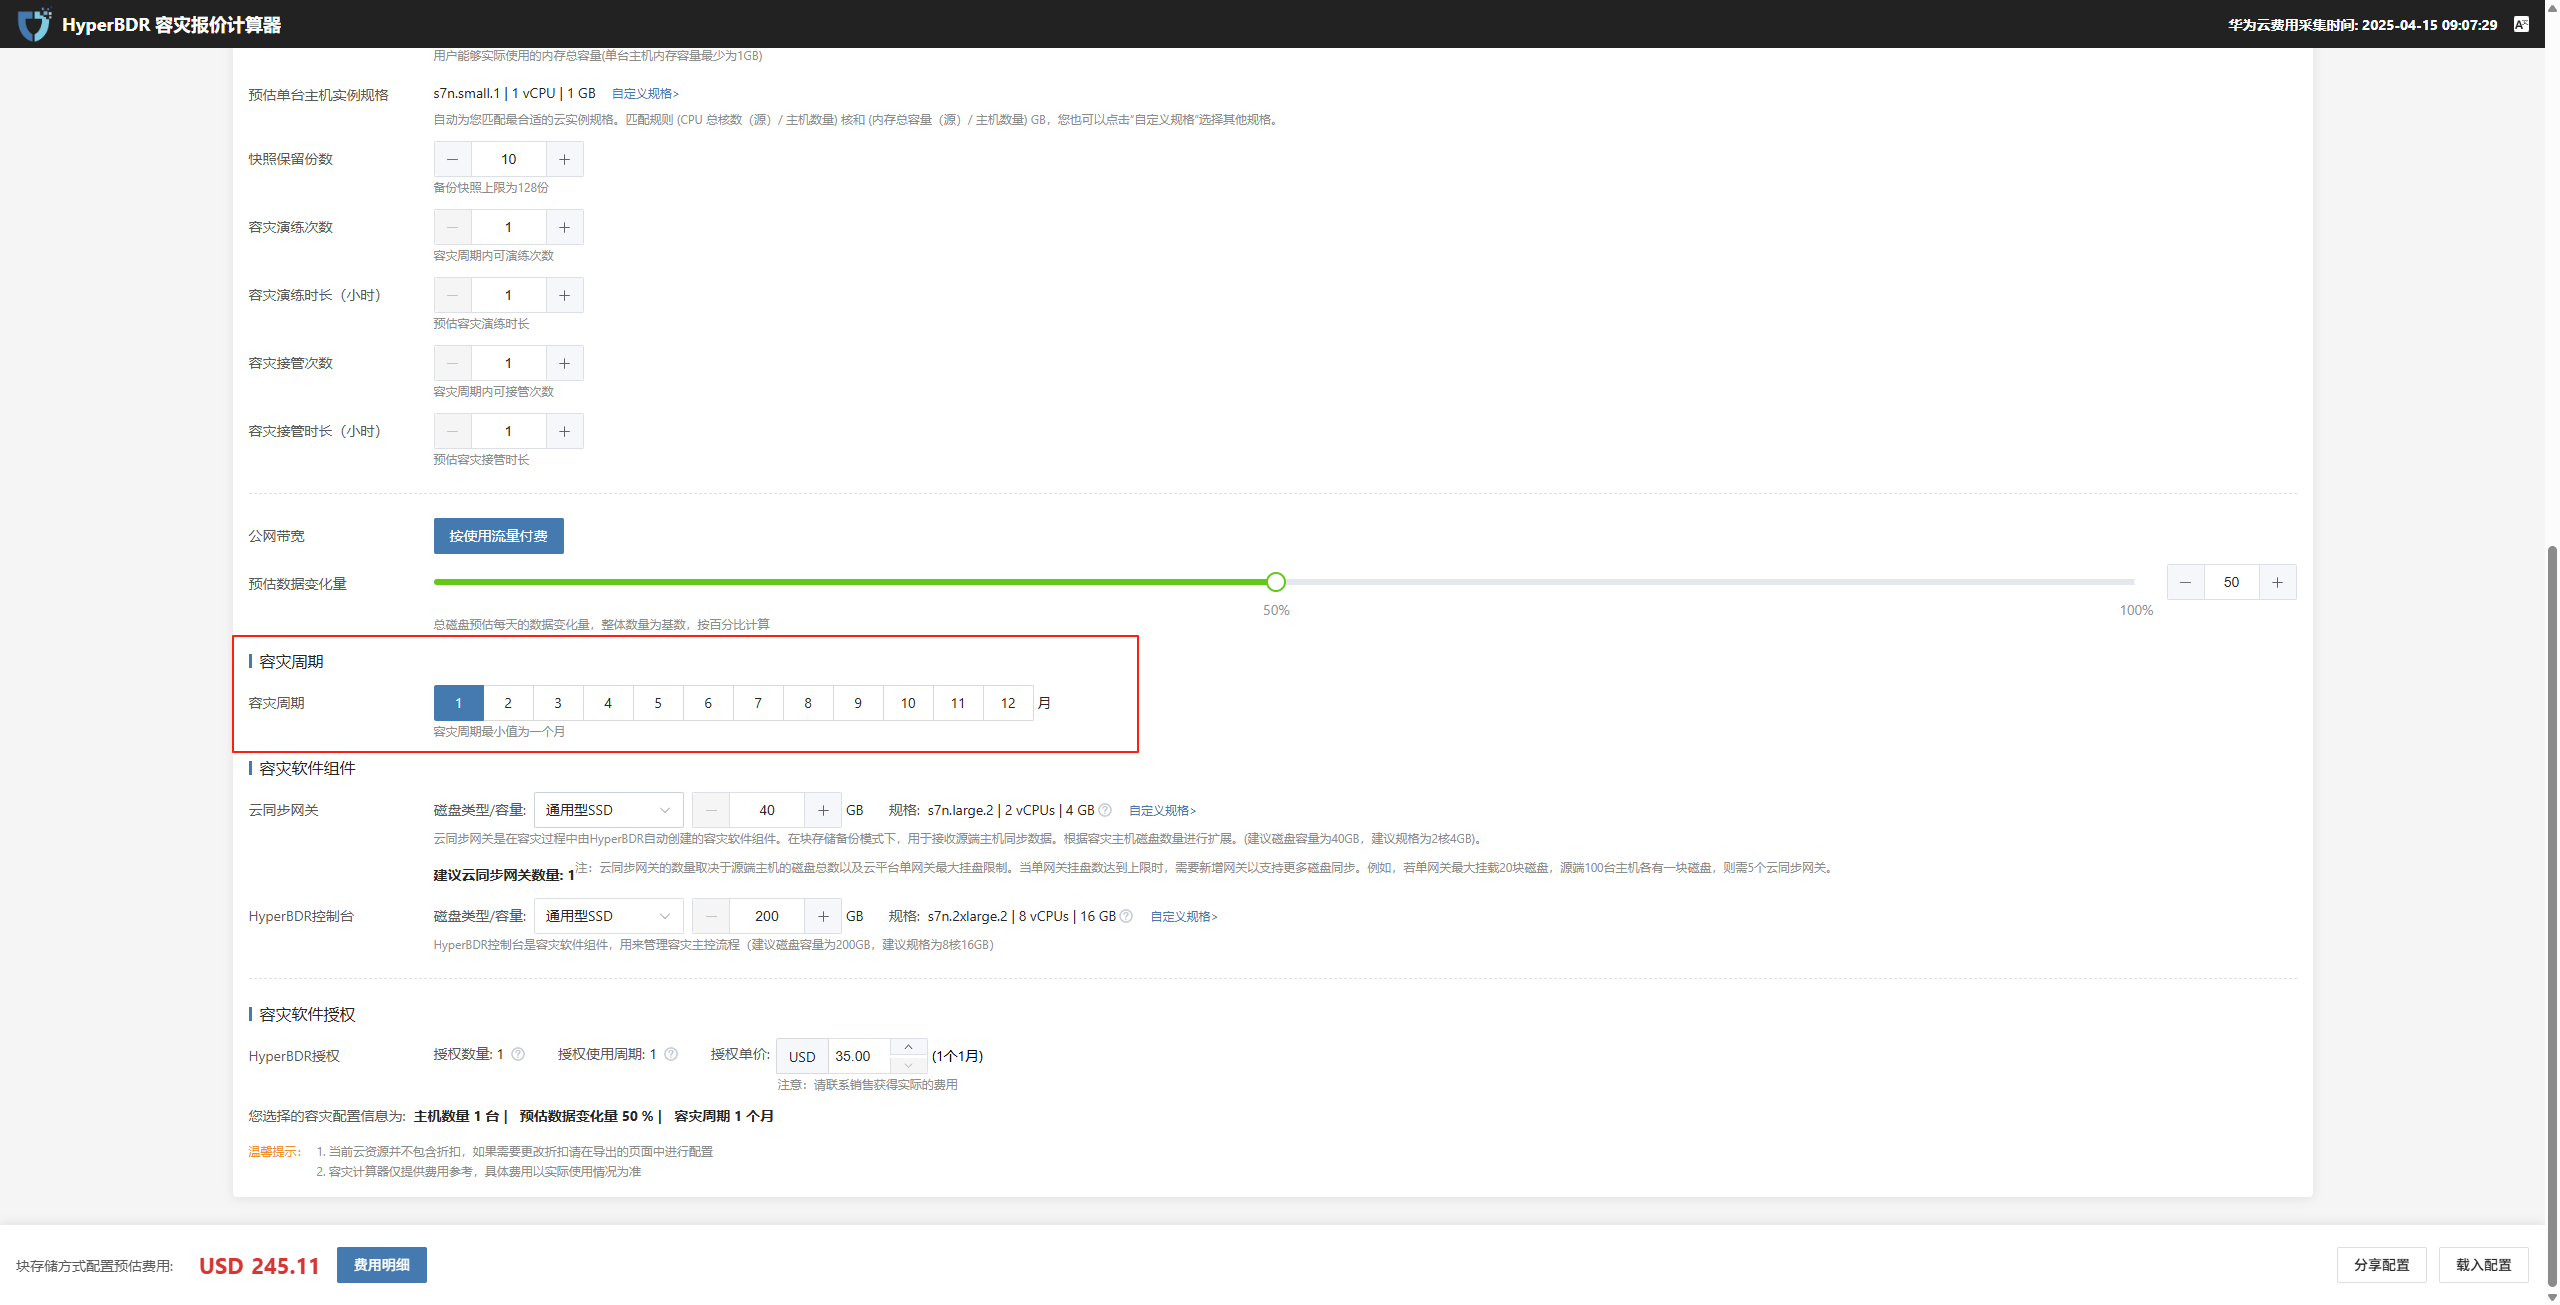 HyperBDR 容灾报价计算器
华为云费用采集时间: 2025-04-15 09:07:29
用户能够实际使用的内存总容量(单台主机内存容量最少为1GB)
预估单台主机实例规格 s7n.small.1 | 1 vCPU | 1 GB 自定义规格>
自动为您匹配最合适的云实例规格。匹配规则 (CPU 总核数（源）/ 主机数量) 核和 (内存总容量（源）/ 主机数量) GB，您也可以点击“自定义规格”选择其他规格。
快照保留份数 10
备份快照上限为128份
容灾演练次数 1
容灾周期内可演练次数
容灾演练时长（小时） 1
预估容灾演练时长
容灾接管次数 1
容灾周期内可接管次数
容灾接管时长（小时） 1
预估容灾接管时长
公网带宽 按使用流量付费
预估数据变化量 50
50% 100%
总磁盘预估每天的数据变化量，整体数量为基数，按百分比计算
容灾周期
容灾周期 1 2 3 4 5 6 7 8 9 10 11 12 月
容灾周期最小值为一个月
容灾软件组件
云同步网关 磁盘类型/容量: 通用型SSD 40 GB 规格: s7n.large.2 | 2 vCPUs | 4 GB 自定义规格>
云同步网关是在容灾过程中由HyperBDR自动创建的容灾软件组件。在块存储备份模式下，用于接收源端主机同步数据。根据容灾主机磁盘数量进行扩展。(建议磁盘容量为40GB，建议规格为2核4GB)。
建议云同步网关数量: 1 注：云同步网关的数量取决于源端主机的磁盘总数以及云平台单网关最大挂盘限制。当单网关挂盘数达到上限时，需要新增网关以支持更多磁盘同步。例如，若单网关最大挂载20块磁盘，源端100台主机各有一块磁盘，则需5个云同步网关。
HyperBDR控制台 磁盘类型/容量: 通用型SSD 200 GB 规格: s7n.2xlarge.2 | 8 vCPUs | 16 GB 自定义规格>
HyperBDR控制台是容灾软件组件，用来管理容灾主控流程（建议磁盘容量为200GB，建议规格为8核16GB）
容灾软件授权
HyperBDR授权 授权数量: 1 授权使用周期: 1 授权单价: USD 35.00 (1个1月)
注意：请联系销售获得实际的费用
您选择的容灾配置信息为: 主机数量 1 台 | 预估数据变化量 50 % | 容灾周期 1 个月
温馨提示: 1. 当前云资源并不包含折扣，如果需要更改折扣请在导出的页面中进行配置
2. 容灾计算器仅提供费用参考，具体费用以实际使用情况为准
块存储方式配置预估费用: USD 245.11 费用明细 分享配置 载入配置